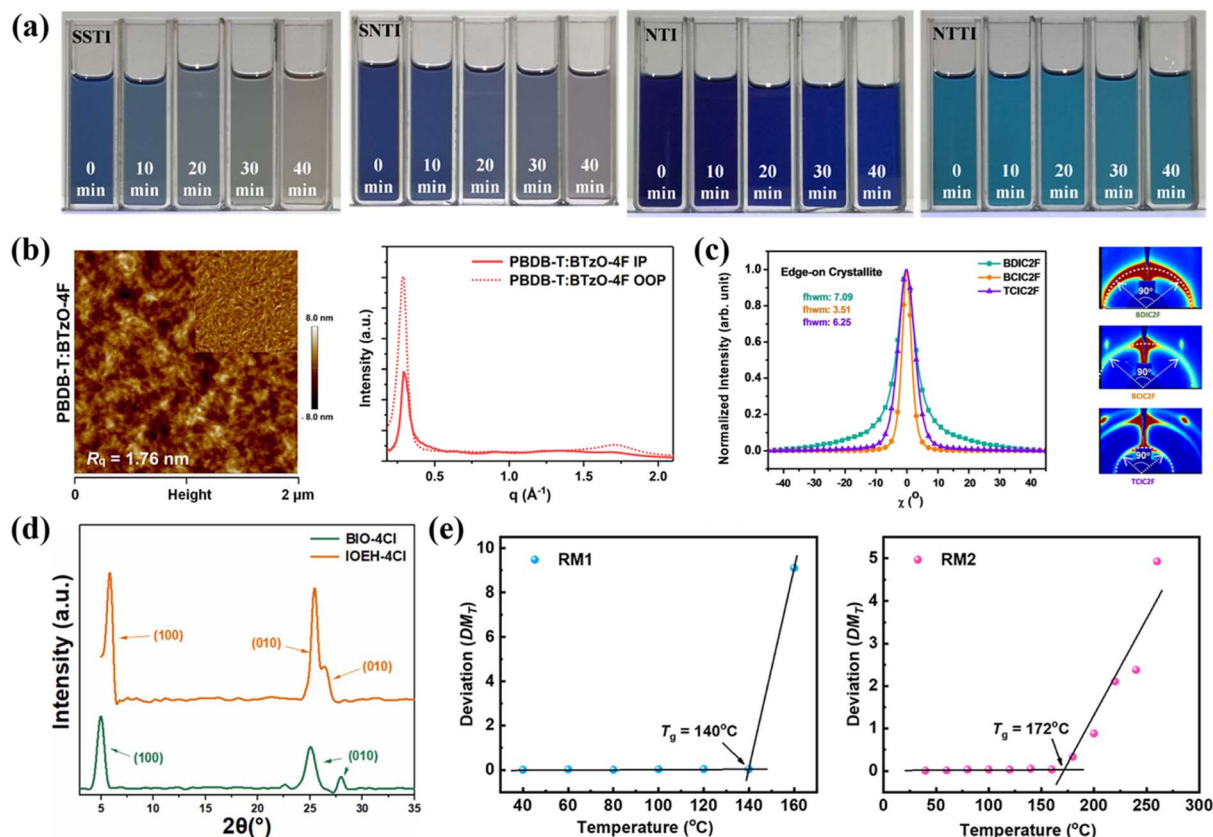 (a)
SSTI
0 min
10 min
20 min
30 min
40 min
SNTI
0 min
10 min
20 min
30 min
40 min
NTI
0 min
10 min
20 min
30 min
40 min
NTTI
0 min
10 min
20 min
30 min
40 min
(b)
PBDB-T:BTzO-4F
8.0 nm
- 8.0 nm
Rq = 1.76 nm
0 Height 2 μm
PBDB-T:BTzO-4F IP
PBDB-T:BTzO-4F OOP
Intensity (a.u.)
0.5 1.0 1.5 2.0
q (Å-1)
(c)
Edge-on Crystallite
fhwm: 7.09
fhwm: 3.51
fhwm: 6.25
BDIC2F
BCIC2F
TCIC2F
Normalized Intensity (arb. unit)
1.0
0.8
0.6
0.4
0.2
0.0
-40 -30 -20 -10 0 10 20 30 40
χ (°)
90°
BDIC2F
90°
BCIC2F
90°
TCIC2F
(d)
BIO-4Cl
IOEH-4Cl
Intensity (a.u.)
(100)
(010)
(010)
(100)
(010)
5 10 15 20 25 30 35
2θ(°)
(e)
RM1
Deviation (DMT)
10
8
6
4
2
0
Tg = 140°C
40 60 80 100 120 140 160
Temperature (°C)
RM2
Deviation (DMT)
5
4
3
2
1
0
Tg = 172°C
0 50 100 150 200 250 300
Temperature (°C)